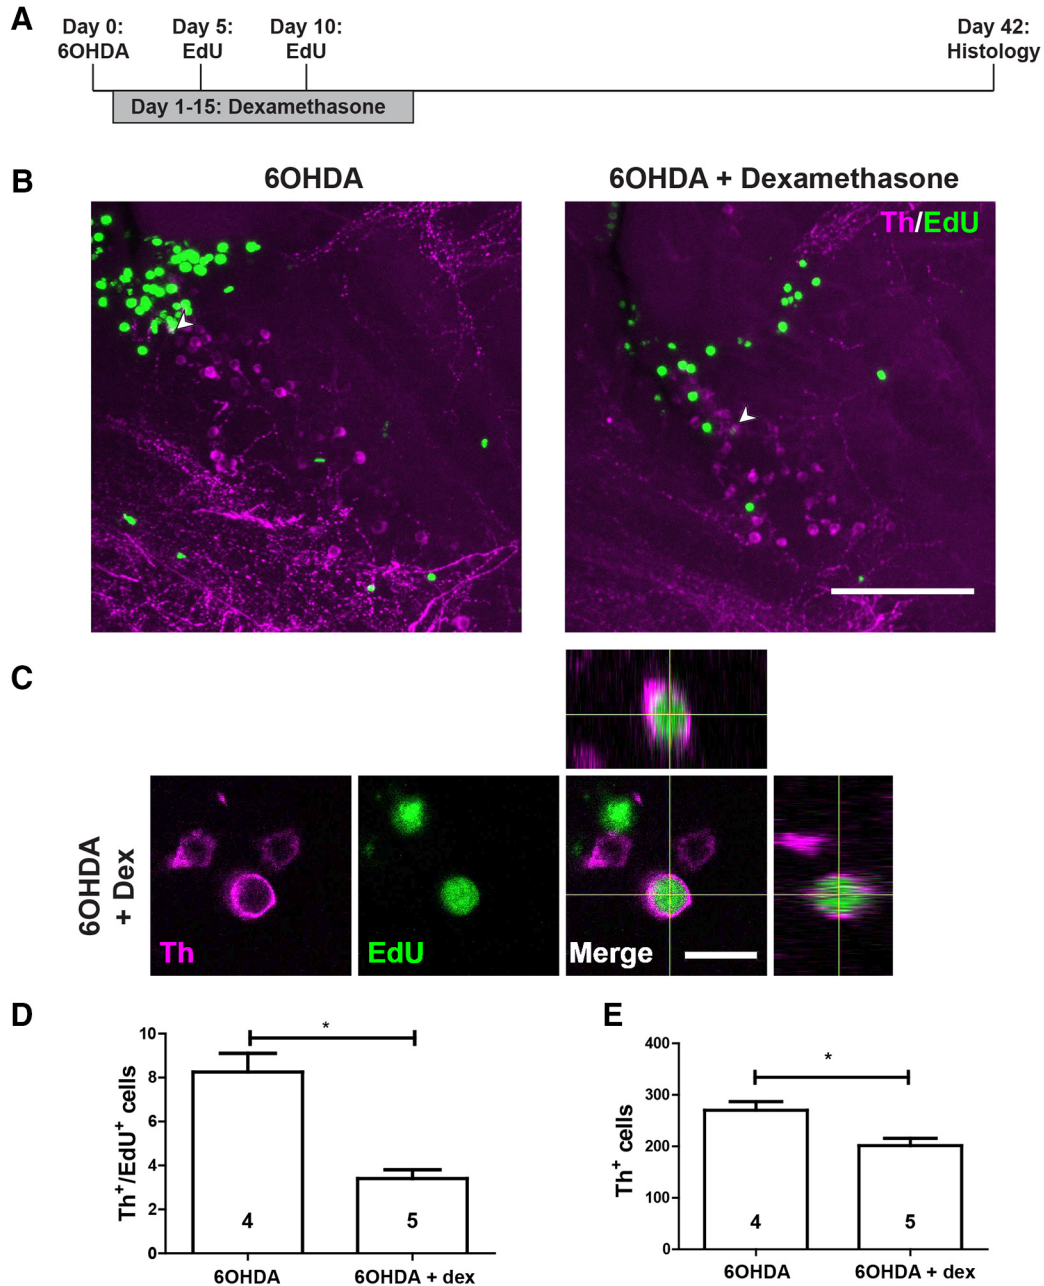 A
Day 0:
6OHDA
Day 5:
EdU
Day 10:
EdU
Day 42:
Histology
Day 1-15: Dexamethasone
B
6OHDA
6OHDA + Dexamethasone
Th/EdU
C
6OHDA
+ Dex
Th
EdU
Merge
D
Th+/EdU+ cells
10
8
6
4
2
0
*
4
5
6OHDA
6OHDA + dex
E
Th+ cells
400
300
200
100
0
*
4
5
6OHDA
6OHDA + dex